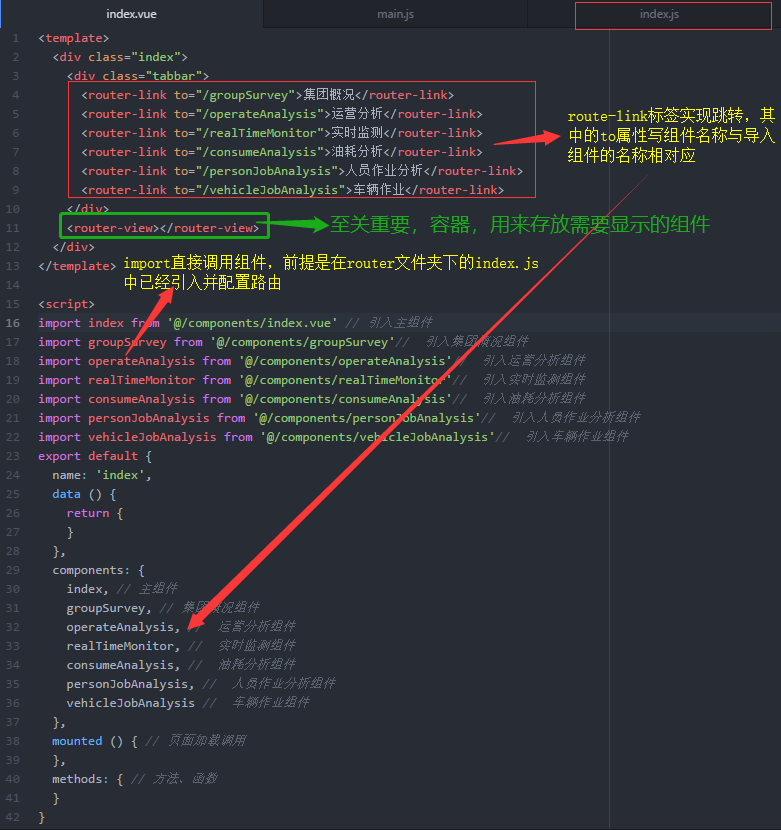 index.vue
main.js
index.js
1 <template>
2 <div class="index">
3 <div class="tabbar">
4 <router-link to="/groupSurvey">集团概况</router-link>
5 <router-link to="/operateAnalysis">运营分析</router-link>
6 <router-link to="/realTimeMonitor">实时监测</router-link>
7 <router-link to="/consumeAnalysis">油耗分析</router-link>
8 <router-link to="/personJobAnalysis">人员作业分析</router-link>
9 <router-link to="/vehicleJobAnalysis">车辆作业</router-link>
route-link标签实现跳转，其
中的to属性写组件名称与导入
组件的名称相对应
10 </div>
11 <router-view></router-view>
至关重要，容器，用来存放需要显示的组件
12 </div>
13 </template>
import直接调用组件，前提是在router文件夹下的index.js
中已经引入并配置路由
14
15 <script>
16 import index from '@/components/index.vue' // 引入主组件
17 import groupSurvey from '@/components/groupSurvey'// 引入集团概况组件
18 import operateAnalysis from '@/components/operateAnalysis'// 引入运营分析组件
19 import realTimeMonitor from '@/components/realTimeMonitor'// 引入实时监测组件
20 import consumeAnalysis from '@/components/consumeAnalysis'// 引入油耗分析组件
21 import personJobAnalysis from '@/components/personJobAnalysis'// 引入人员作业分析组件
22 import vehicleJobAnalysis from '@/components/vehicleJobAnalysis'// 引入车辆作业组件
23 export default {
24 name: 'index',
25 data () {
26 return {
27 }
28 },
29 components: {
30 index, // 主组件
31 groupSurvey, // 集团概况组件
32 operateAnalysis, // 运营分析组件
33 realTimeMonitor, // 实时监测组件
34 consumeAnalysis, // 油耗分析组件
35 personJobAnalysis, // 人员作业分析组件
36 vehicleJobAnalysis // 车辆作业组件
37 },
38 mounted () { // 页面加载调用
39 },
40 methods: { // 方法、函数
41 }
42 }